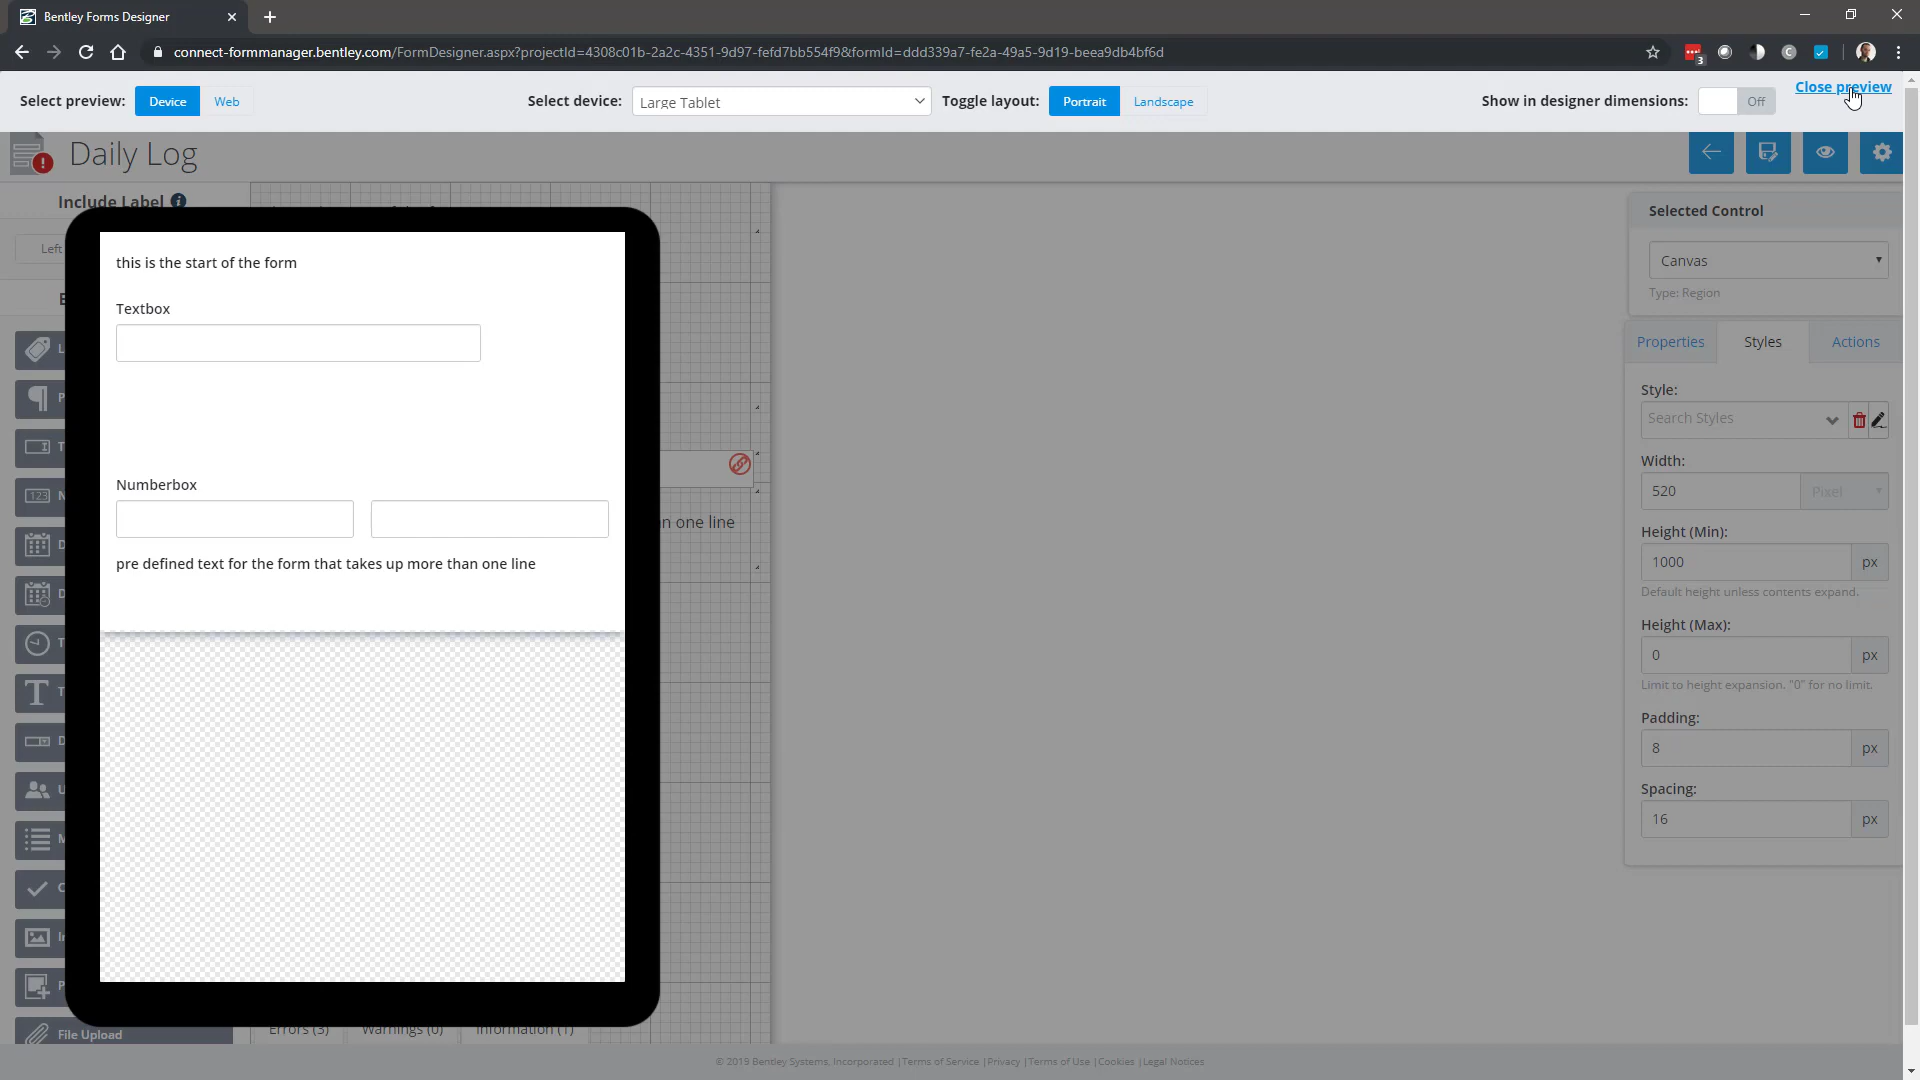 Bentley Forms Designer
connect-formmanager.bentley.com/FormDesigner.aspx?projectId=4308c01b-2a2c-4351-9d97-fefd7bb554f9&formId=ddd339a7-fe2a-49a5-9d19-beea9db4bf6d
3
Select preview: Device Web
Select device: Large Tablet
Toggle layout: Portrait Landscape
Show in designer dimensions: Off
Close preview
Daily Log
Include Label
Left
this is the start of the form
Textbox
Numberbox
pre defined text for the form that takes up more than one line
n one line
123
File Upload
Errors (3) Warnings (0) Information (1)
Selected Control
Canvas
Type: Region
Properties Styles Actions
Style:
Search Styles
Width:
520 Pixel
Height (Min):
1000 px
Default height unless contents expand.
Height (Max):
0 px
Limit to height expansion. "0" for no limit.
Padding:
8 px
Spacing:
16 px
© 2019 Bentley Systems, Incorporated |Terms of Service |Privacy |Terms of Use |Cookies |Legal Notices